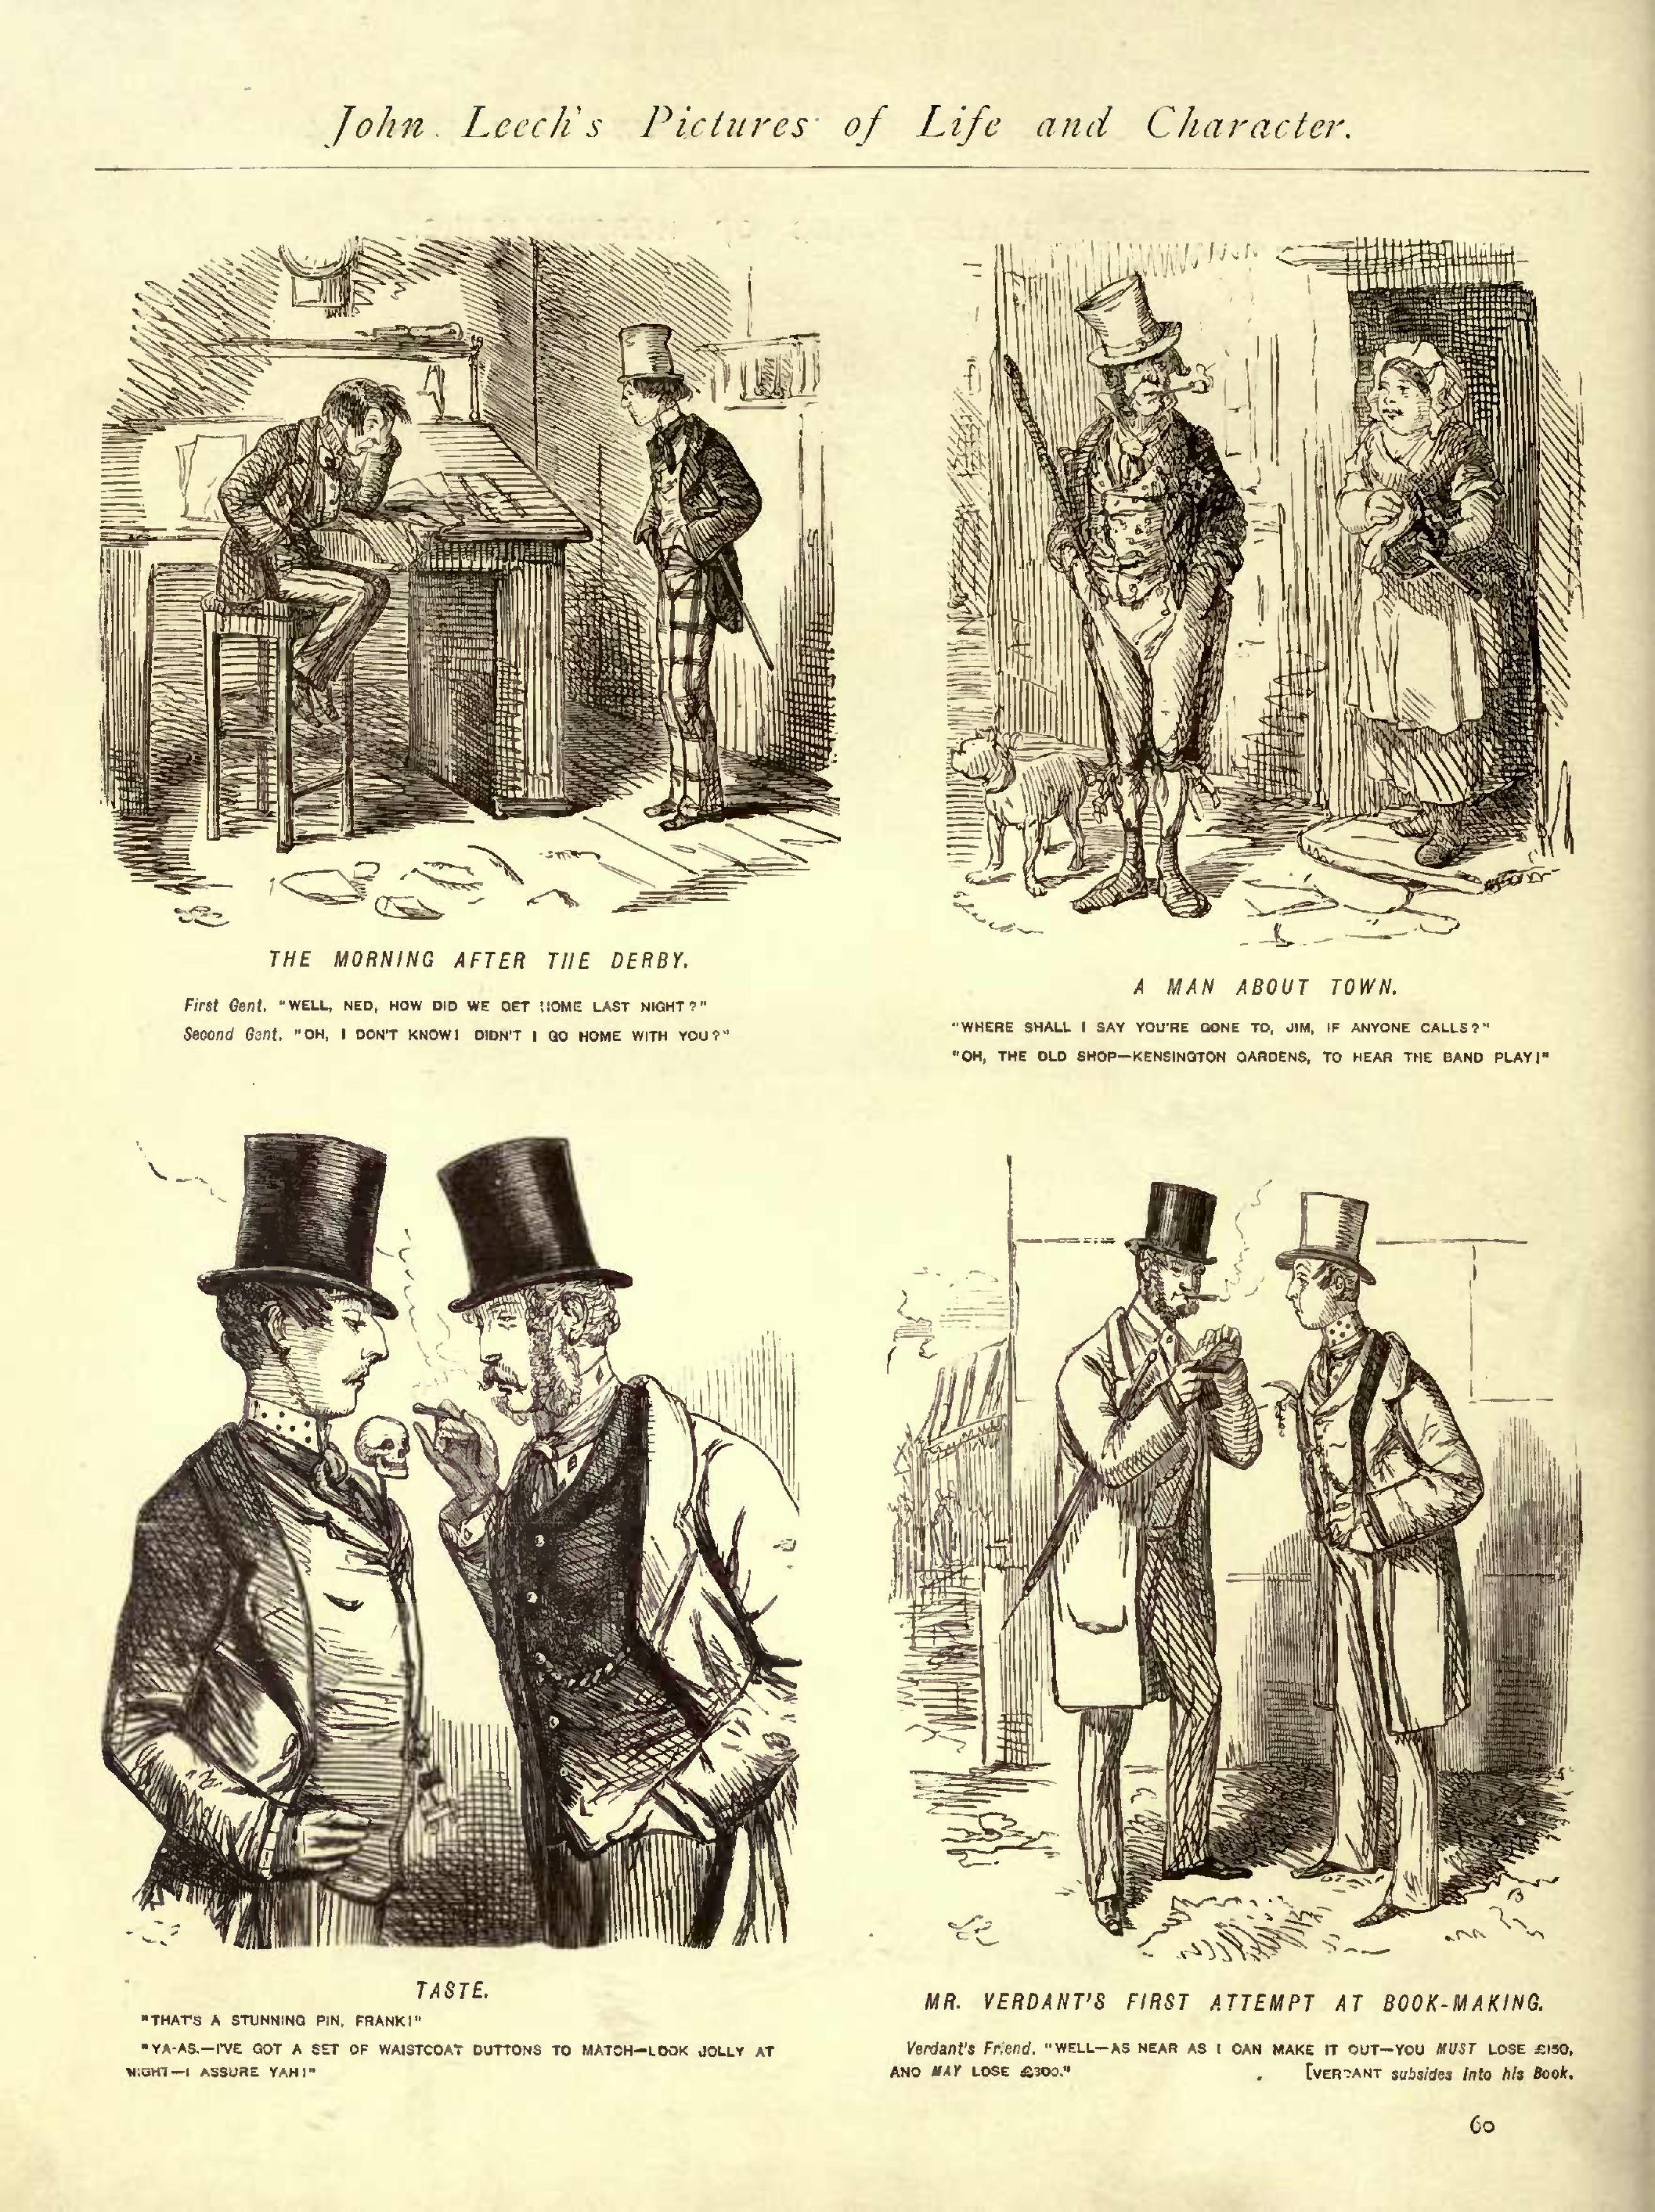 John Leech's Pictures of Life and Character.
THE MORNING AFTER THE DERBY.
First Gent. "WELL, NED, HOW DID WE GET HOME LAST NIGHT?"
Second Gent. "OH, I DON'T KNOW! DIDN'T I GO HOME WITH YOU?"
A MAN ABOUT TOWN.
"WHERE SHALL I SAY YOU'RE GONE TO, JIM, IF ANYONE CALLS?"
"OH, THE OLD SHOP—KENSINGTON GARDENS, TO HEAR THE BAND PLAY!"
TASTE.
"THAT'S A STUNNING PIN, FRANK!"
"YA-AS.—I'VE GOT A SET OF WAISTCOAT BUTTONS TO MATCH—LOOK JOLLY AT
NIGHT—I ASSURE YAH!"
MR. VERDANT'S FIRST ATTEMPT AT BOOK-MAKING.
Verdant's Friend. "WELL—AS NEAR AS I CAN MAKE IT OUT—YOU MUST LOSE £150,
AND MAY LOSE £300."
[VERDANT subsides into his Book.
60